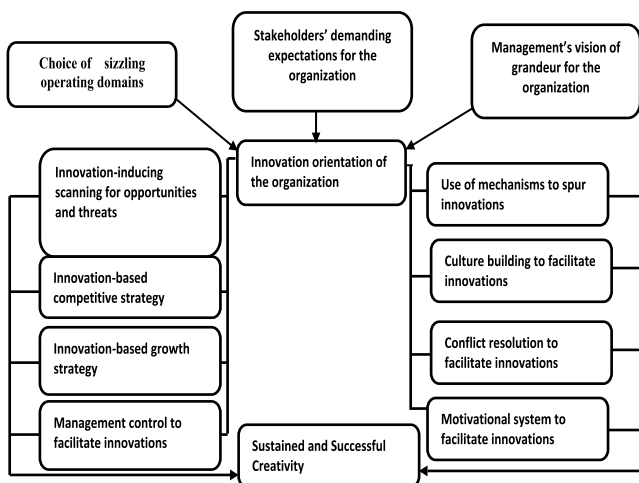 Choice of sizzling
operating domains
Stakeholders' demanding
expectations for the
organization
Management's vision of
grandeur for the
organization
Innovation orientation of
the organization
Innovation-inducing
scanning for opportunities
and threats
Innovation-based
competitive strategy
Innovation-based growth
strategy
Management control to
facilitate innovations
Use of mechanisms to spur
innovations
Culture building to facilitate
innovations
Conflict resolution to
facilitate innovations
Motivational system to
facilitate innovations
Sustained and Successful
Creativity